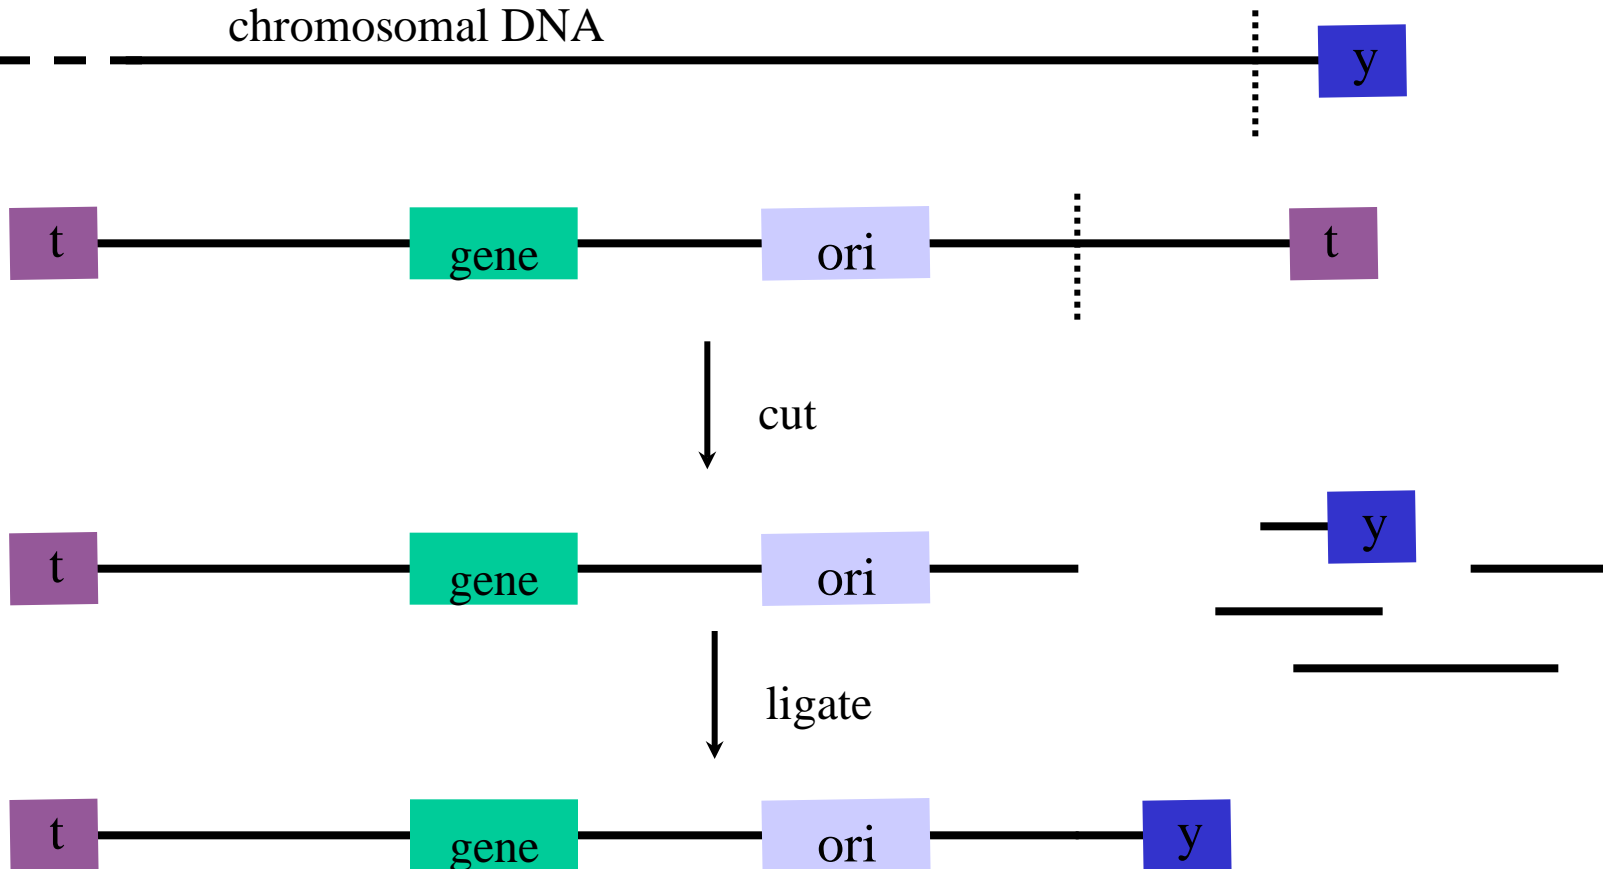 chromosomal DNA
y
t gene ori t
cut
t gene ori y
ligate
t gene ori y